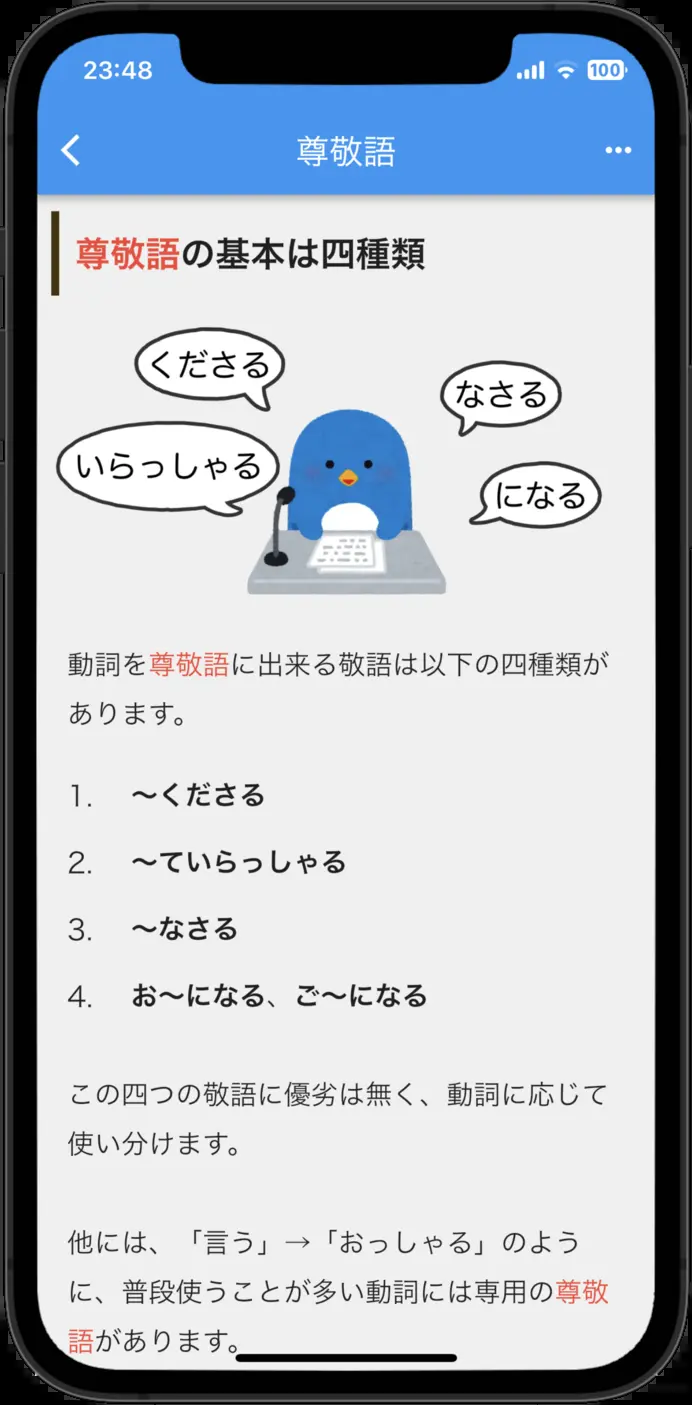 23:48
100
尊敬語
尊敬語の基本は四種類
くださる
なさる
いらっしゃる
になる
動詞を尊敬語に出来る敬語は以下の四種類が
あります。
1. 〜くださる
2. 〜ていらっしゃる
3. 〜なさる
4. お〜になる、ご〜になる
この四つの敬語に優劣は無く、動詞に応じて
使い分けます。
他には、「言う」→「おっしゃる」のよう
に、普段使うことが多い動詞には専用の尊敬
語があります。